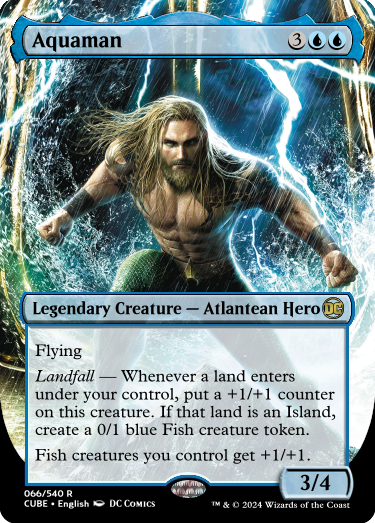 Aquaman 3
Legendary Creature — Atlantean Hero DC
Flying
Landfall — Whenever a land enters
under your control, put a +1/+1 counter
on this creature. If that land is an Island,
create a 0/1 blue Fish creature token.
Fish creatures you control get +1/+1.
3/4
066/540 R
CUBE • English DC Comics
™ & © 2024 Wizards of the Coast